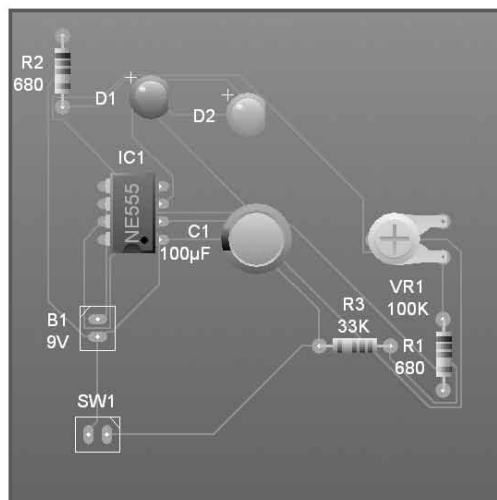 R2
680
D1
D2
IC1
NE555
C1
100µF
VR1
100K
B1
9V
R3
33K
R1
680
SW1